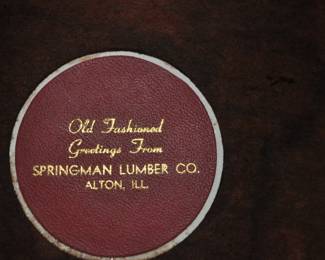 Old Fashioned
Greetings From
SPRINGMAN LUMBER CO.
ALTON, ILL.